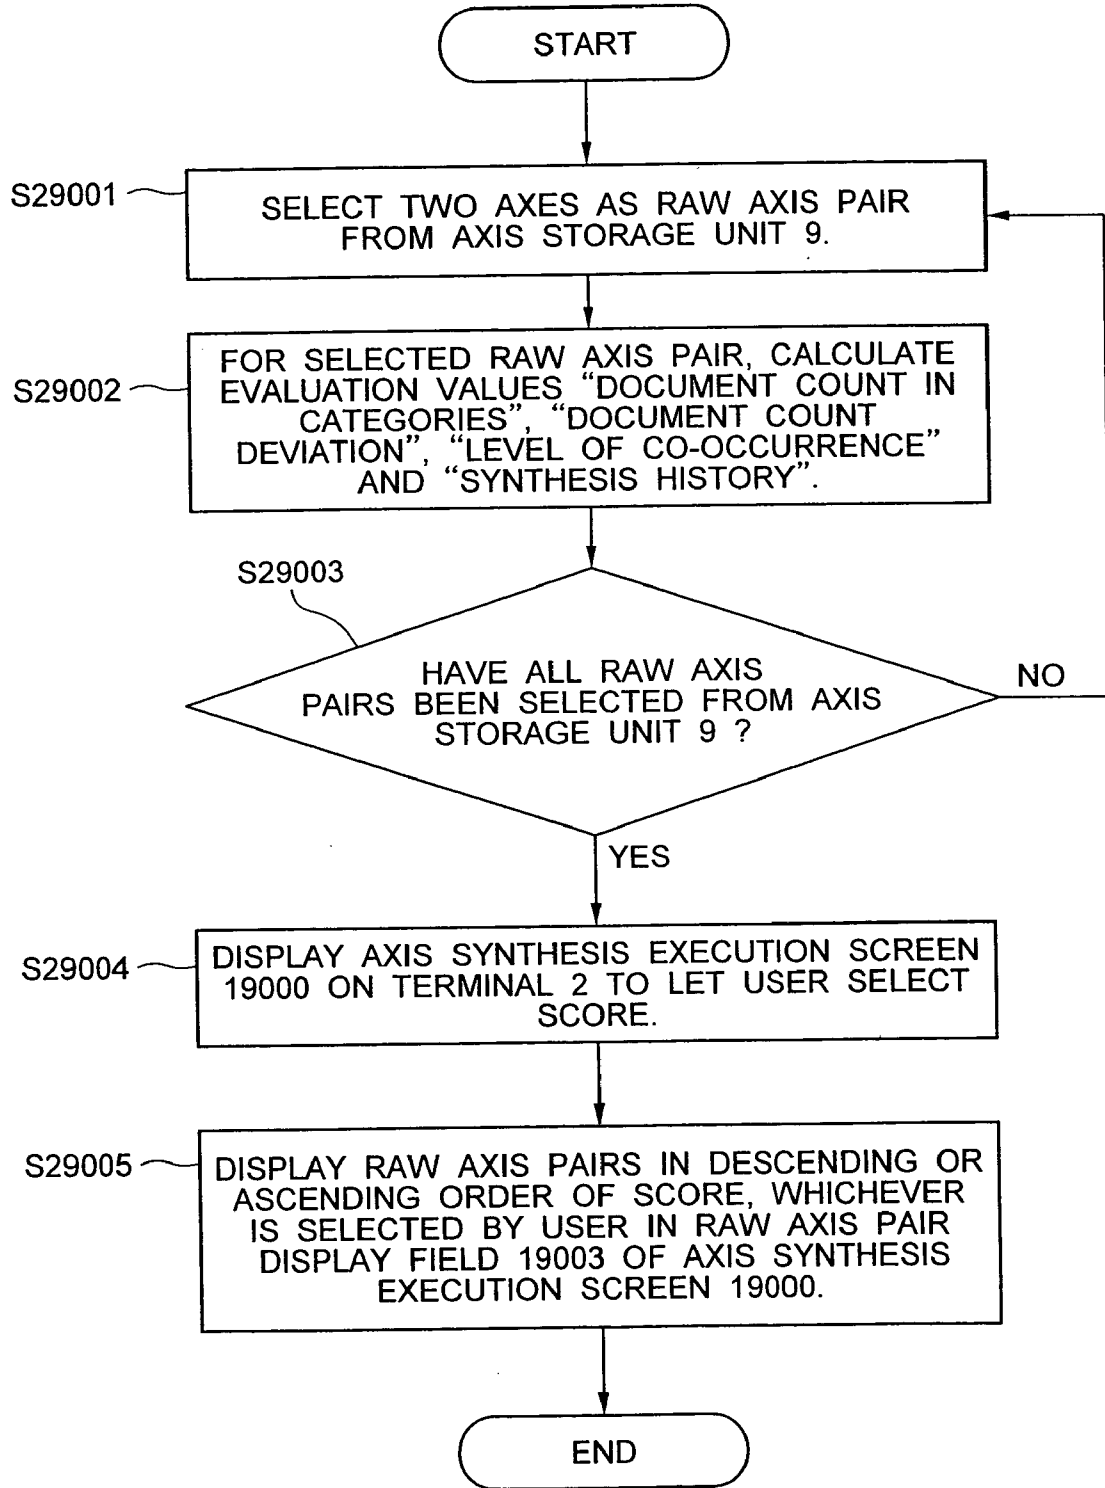 START
S29001
SELECT TWO AXES AS RAW AXIS PAIR
FROM AXIS STORAGE UNIT 9.
S29002
FOR SELECTED RAW AXIS PAIR, CALCULATE
EVALUATION VALUES “DOCUMENT COUNT IN
CATEGORIES”, “DOCUMENT COUNT
DEVIATION”, “LEVEL OF CO-OCCURRENCE”
AND “SYNTHESIS HISTORY”.
S29003
HAVE ALL RAW AXIS
PAIRS BEEN SELECTED FROM AXIS
STORAGE UNIT 9 ?
NO
YES
S29004
DISPLAY AXIS SYNTHESIS EXECUTION SCREEN
19000 ON TERMINAL 2 TO LET USER SELECT
SCORE.
S29005
DISPLAY RAW AXIS PAIRS IN DESCENDING OR
ASCENDING ORDER OF SCORE, WHICHEVER
IS SELECTED BY USER IN RAW AXIS PAIR
DISPLAY FIELD 19003 OF AXIS SYNTHESIS
EXECUTION SCREEN 19000.
END